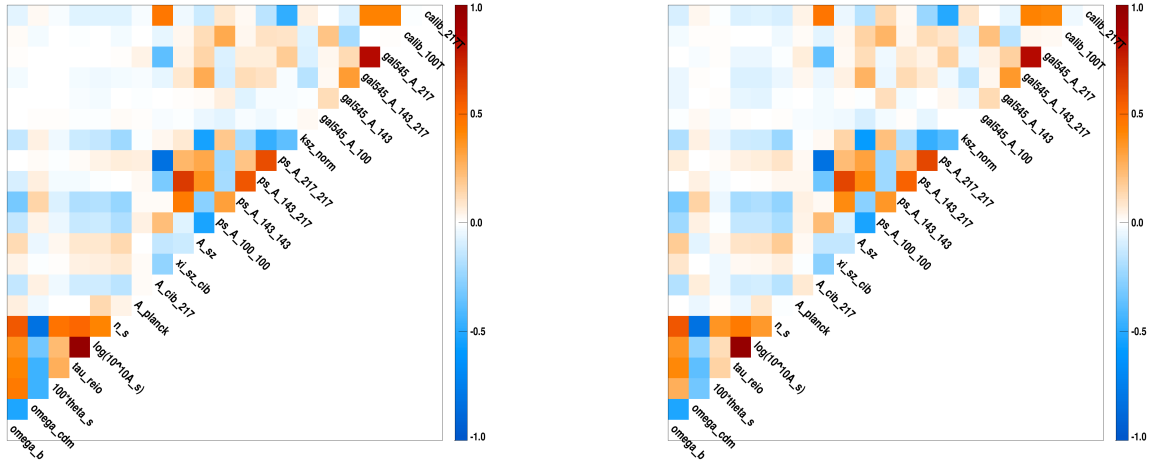 calib_217T
calib_100T
gal545_A_217
gal545_A_143_217
gal545_A_143
gal545_A_100
ksz_norm
ps_A_217_217
ps_A_143_217
ps_A_143_143
ps_A_100_100
A_sz
xi_sz_cib
A_cib_217
A_planck
n_s
log(10^10A_s)
tau_reio
100*theta_s
omega_cdm
omega_b
1.0
0.5
0.0
-0.5
-1.0
calib_217T
calib_100T
gal545_A_217
gal545_A_143_217
gal545_A_143
gal545_A_100
ksz_norm
ps_A_217_217
ps_A_143_217
ps_A_143_143
ps_A_100_100
A_sz
xi_sz_cib
A_cib_217
A_planck
n_s
log(10^10A_s)
tau_reio
100*theta_s
omega_cdm
omega_b
1.0
0.5
0.0
-0.5
-1.0